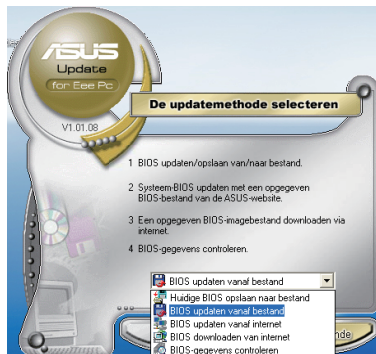 ASUS
Update
for Eee Pc
V1.01.08
De updatemethode selecteren
1 BIOS updaten/opslaan van/naar bestand.
2 Systeem-BIOS updaten met een opgegeven
BIOS-bestand van de ASUS-website.
3 Een opgegeven BIOS-imagebestand downloaden via
internet.
4 BIOS-gegevens controleren.
BIOS updaten vanaf bestand
Huidige BIOS opslaan naar bestand
BIOS updaten vanaf bestand
BIOS updaten vanaf internet
BIOS downloaden van internet
BIOS-gegevens controleren